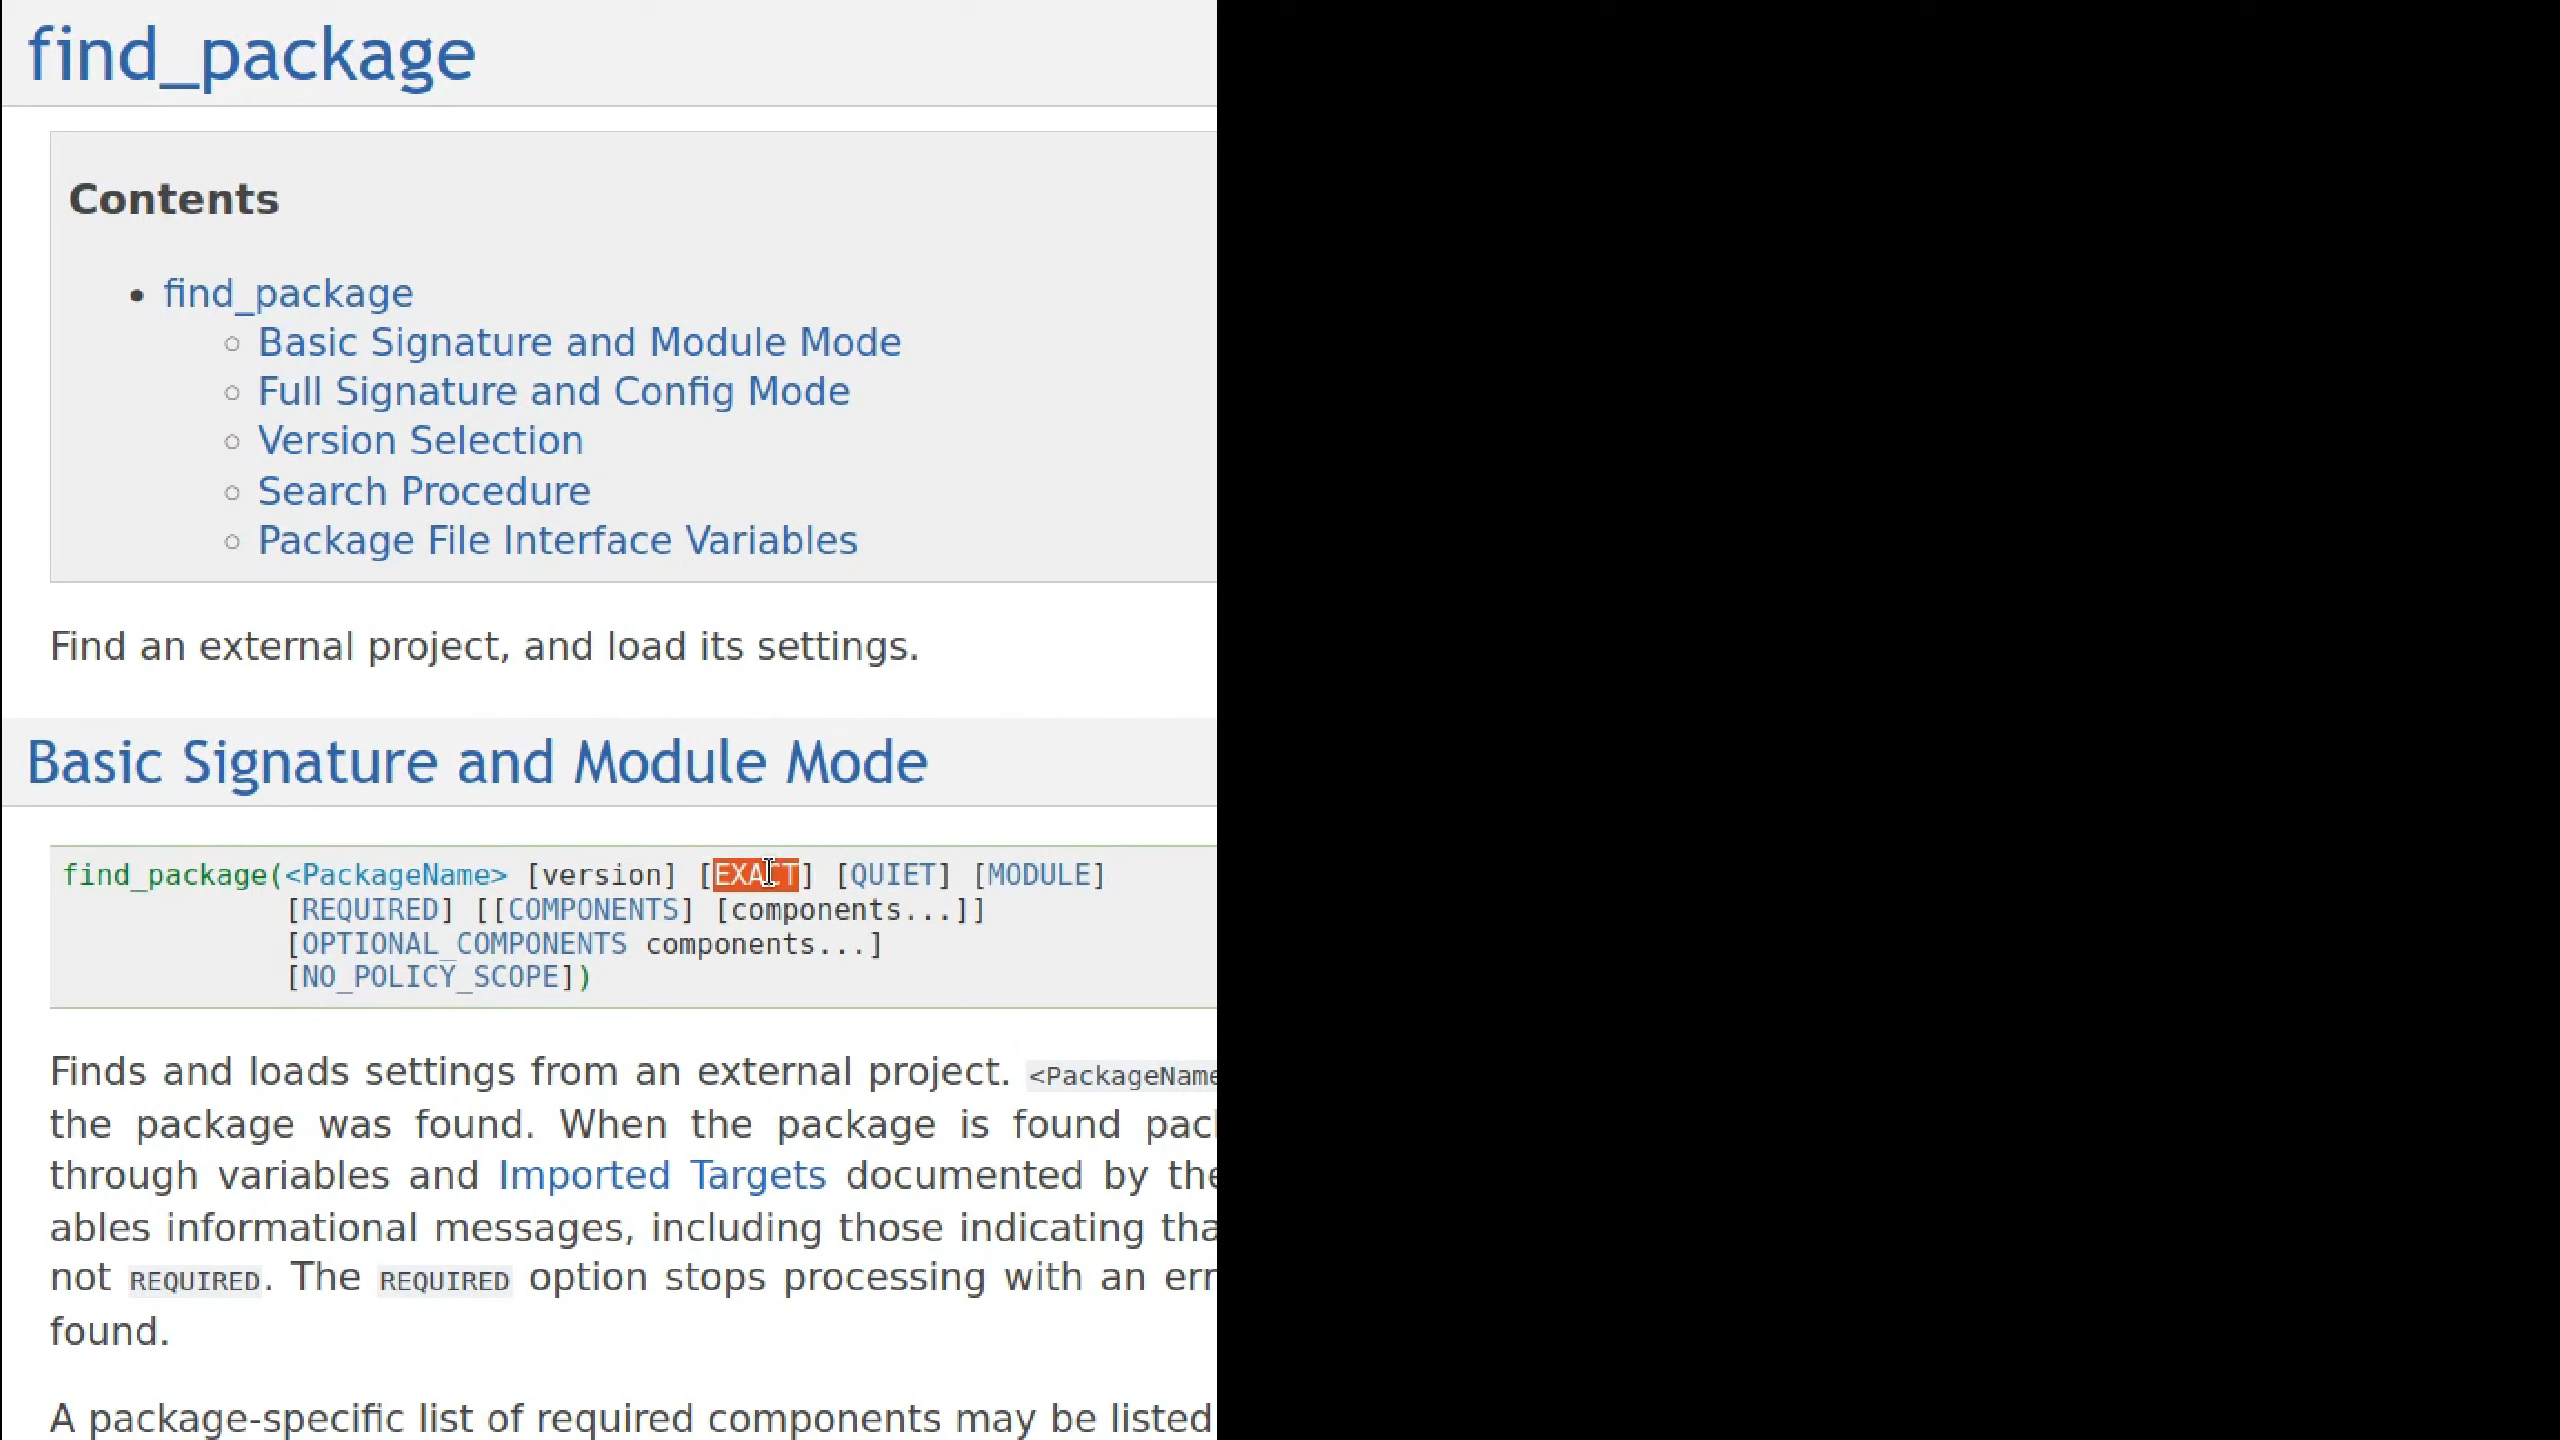 find_package
Contents
• find_package
○ Basic Signature and Module Mode
○ Full Signature and Config Mode
○ Version Selection
○ Search Procedure
○ Package File Interface Variables
Find an external project, and load its settings.
Basic Signature and Module Mode
find_package(<PackageName> [version] [EXACT] [QUIET] [MODULE]
[REQUIRED] [[COMPONENTS] [components...]]
[OPTIONAL_COMPONENTS components...]
[NO_POLICY_SCOPE])
Finds and loads settings from an external project. <PackageName
the package was found. When the package is found pac
through variables and Imported Targets documented by the
ables informational messages, including those indicating tha
not REQUIRED. The REQUIRED option stops processing with an err
found.
A package-specific list of required components may be listed